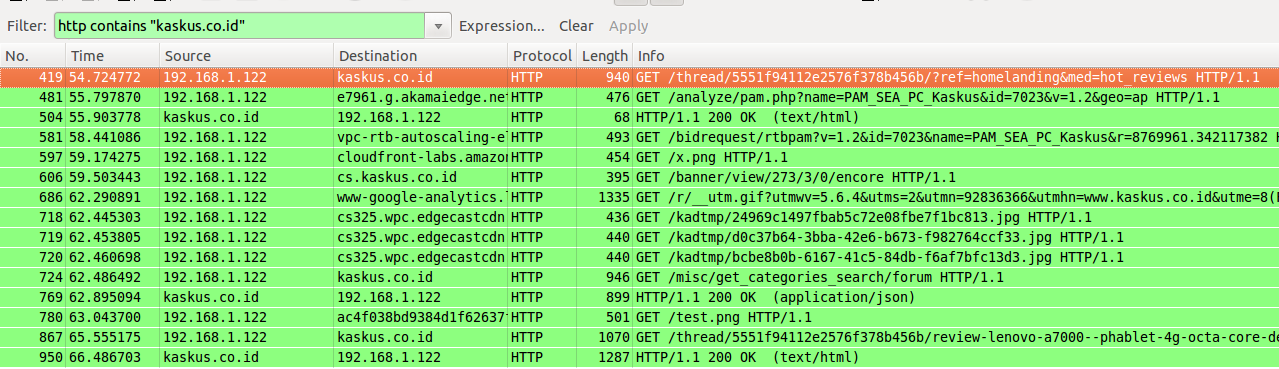 Filter: http contains "kaskus.co.id" Expression... Clear Apply
No. Time Source Destination Protocol Length Info
419 54.724772 192.168.1.122 kaskus.co.id HTTP 940 GET /thread/5551f94112e2576f378b456b/?ref=homelanding&med=hot_reviews HTTP/1.1
481 55.797870 192.168.1.122 e7961.g.akamaiedge.net HTTP 476 GET /analyze/pam.php?name=PAM_SEA_PC_Kaskus&id=7023&v=1.2&geo=ap HTTP/1.1
504 55.903778 kaskus.co.id 192.168.1.122 HTTP 68 HTTP/1.1 200 OK (text/html)
581 58.441086 192.168.1.122 vpc-rtb-autoscaling-e HTTP 493 GET /bidrequest/rtbpam?v=1.2&id=7023&name=PAM_SEA_PC_Kaskus&r=8769961.342117382 H
597 59.174275 192.168.1.122 cloudfront-labs.amazo HTTP 454 GET /x.png HTTP/1.1
606 59.503443 192.168.1.122 cs.kaskus.co.id HTTP 395 GET /banner/view/273/3/0/encore HTTP/1.1
686 62.290891 192.168.1.122 www-google-analytics. HTTP 1335 GET /r/__utm.gif?utmwv=5.6.4&utms=2&utmn=92836366&utmhn=www.kaskus.co.id&utme=8(
718 62.445303 192.168.1.122 cs325.wpc.edgecastcdn HTTP 436 GET /kadtmp/24969c1497fbab5c72e08fbe7f1bc813.jpg HTTP/1.1
719 62.453805 192.168.1.122 cs325.wpc.edgecastcdn HTTP 440 GET /kadtmp/d0c37b64-3bba-42e6-b673-f982764ccf33.jpg HTTP/1.1
720 62.460698 192.168.1.122 cs325.wpc.edgecastcdn HTTP 440 GET /kadtmp/bcbe8b0b-6167-41c5-84db-f6af7bfc13d3.jpg HTTP/1.1
724 62.486492 192.168.1.122 kaskus.co.id HTTP 946 GET /misc/get_categories_search/forum HTTP/1.1
769 62.895094 kaskus.co.id 192.168.1.122 HTTP 899 HTTP/1.1 200 OK (application/json)
780 63.043700 192.168.1.122 ac4f038bd9384d1f62637 HTTP 501 GET /test.png HTTP/1.1
867 65.555175 192.168.1.122 kaskus.co.id HTTP 1070 GET /thread/5551f94112e2576f378b456b/review-lenovo-a7000--phablet-4g-octa-core-de
950 66.486703 kaskus.co.id 192.168.1.122 HTTP 1287 HTTP/1.1 200 OK (text/html)